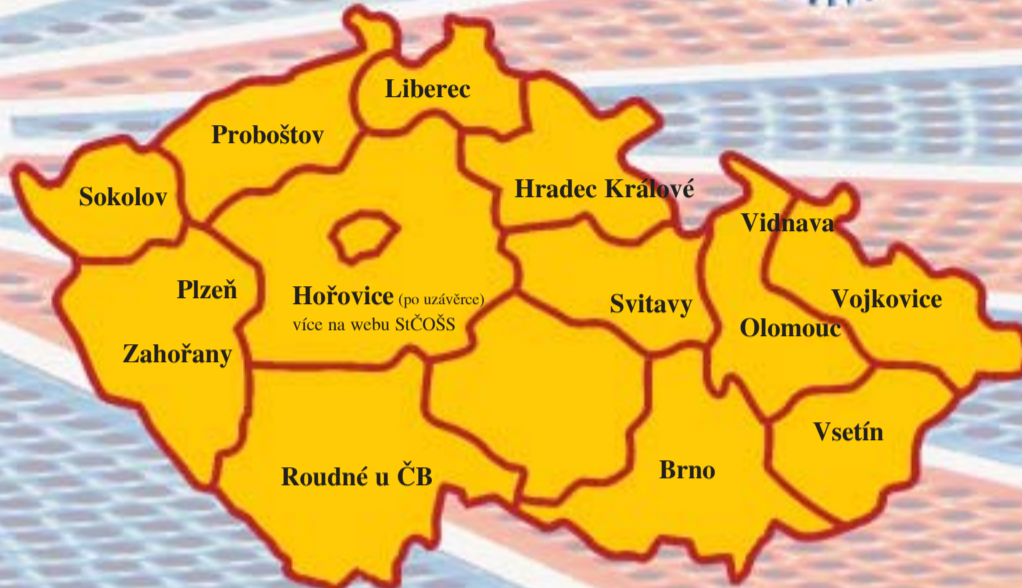 Liberec
Proboštov
Sokolov
Hradec Králové
Vidnava
Plzeň
Hořovice (po uzávěrce)
více na webu StČOŠS
Svitavy
Vojkovice
Olomouc
Zahořany
Vsetín
Roudné u ČB
Brno